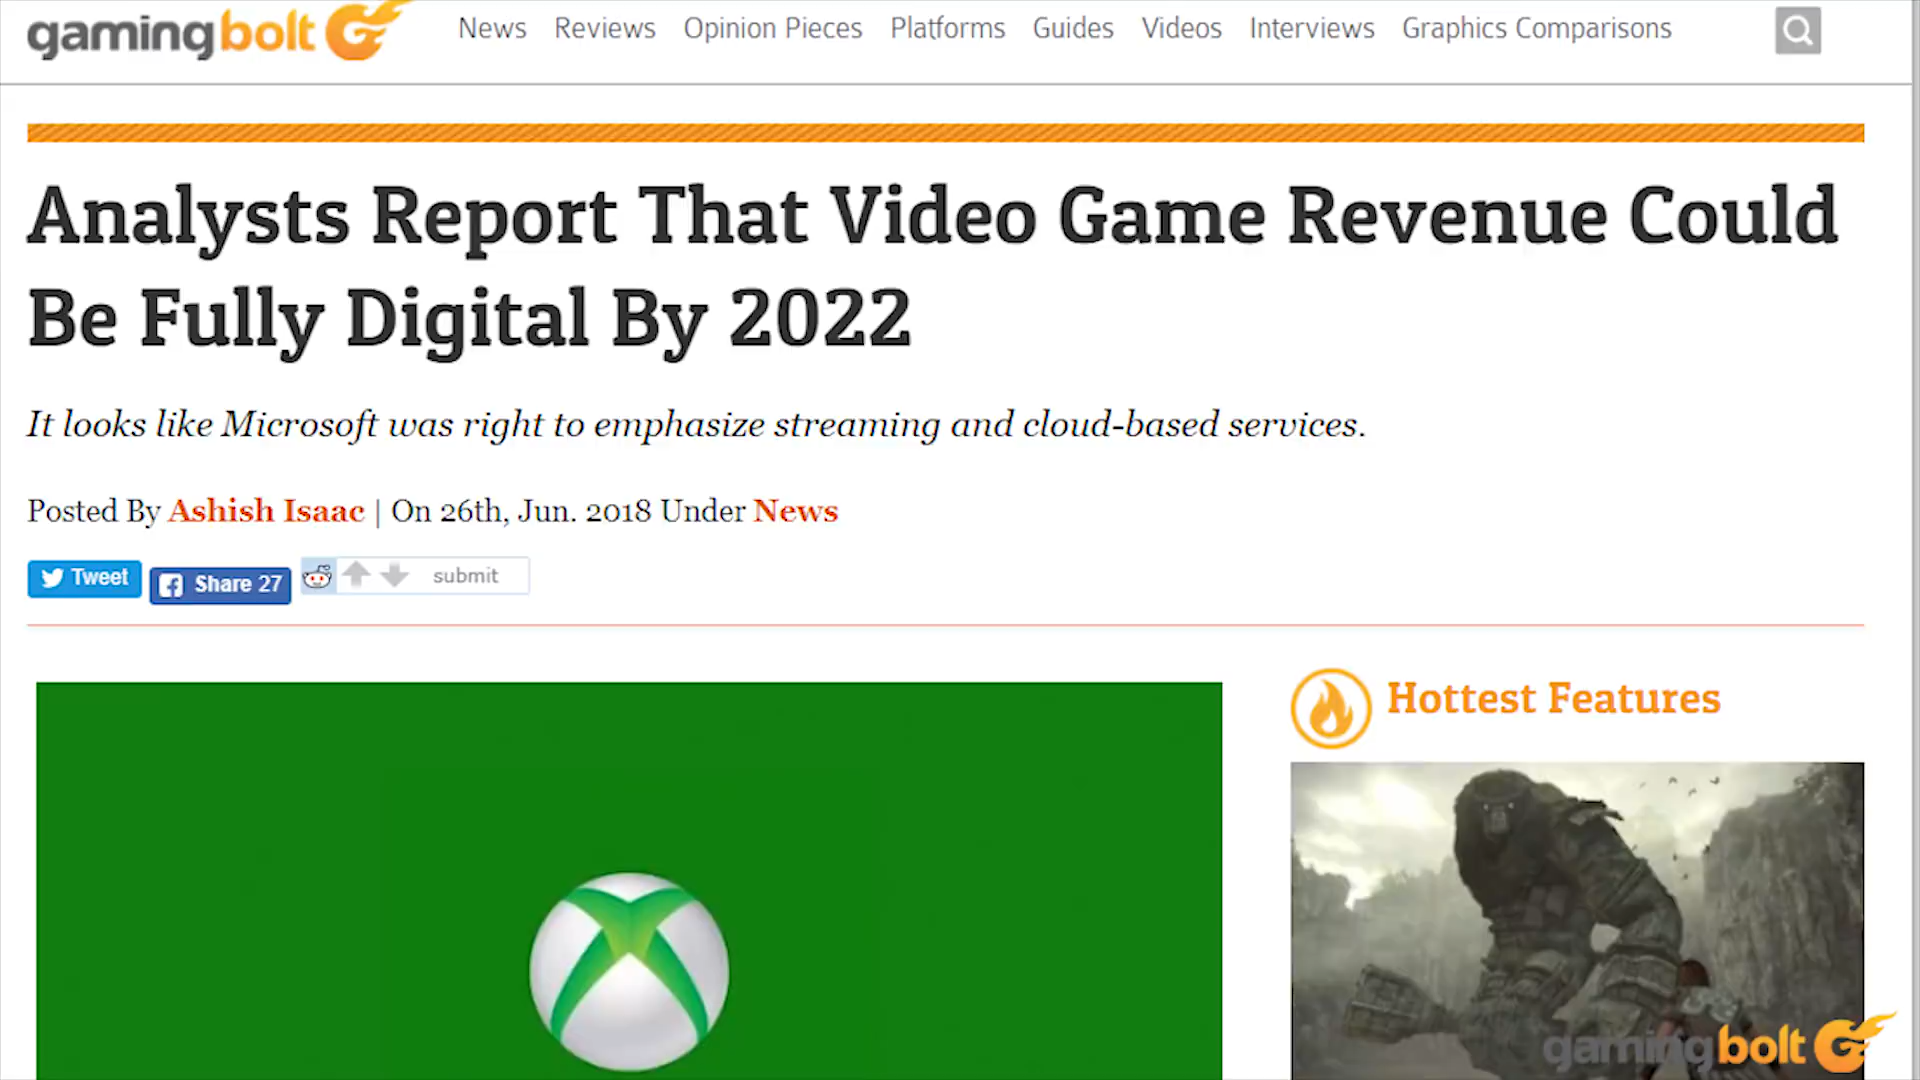 gamingbolt
News Reviews Opinion Pieces Platforms Guides Videos Interviews Graphics Comparisons
Analysts Report That Video Game Revenue Could
Be Fully Digital By 2022
It looks like Microsoft was right to emphasize streaming and cloud-based services.
Posted By Ashish Isaac | On 26th, Jun. 2018 Under News
Tweet Share 27 submit
Hottest Features
gamingbolt